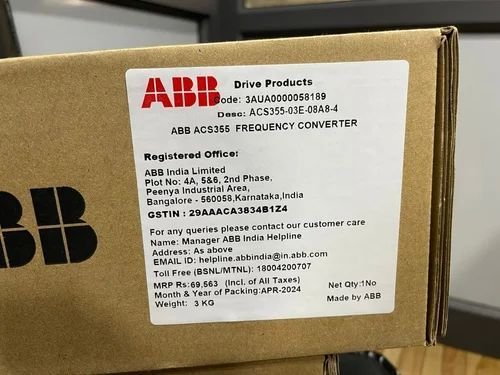 ABB
Drive Products
Code: 3AUA0000058189
Desc: ACS355-03E-08A8-4
ABB ACS355 FREQUENCY CONVERTER
Registered Office:
ABB India Limited
Plot No: 4A, 5&6, 2nd Phase,
Peenya Industrial Area,
Bangalore - 560058,Karnataka,India
GSTIN : 29AAACA3834B1Z4
For any queries please contact our customer care
Name: Manager ABB India Helpline
Address: As above
EMAIL ID: helpline.abbindia@in.abb.com
Toll Free (BSNL/MTNL): 18004200707
MRP Rs:69,563 (Incl. of All Taxes) Net Qty:1No
Month & Year of Packing:APR-2024 Made by ABB
Weight: 3 KG
BB